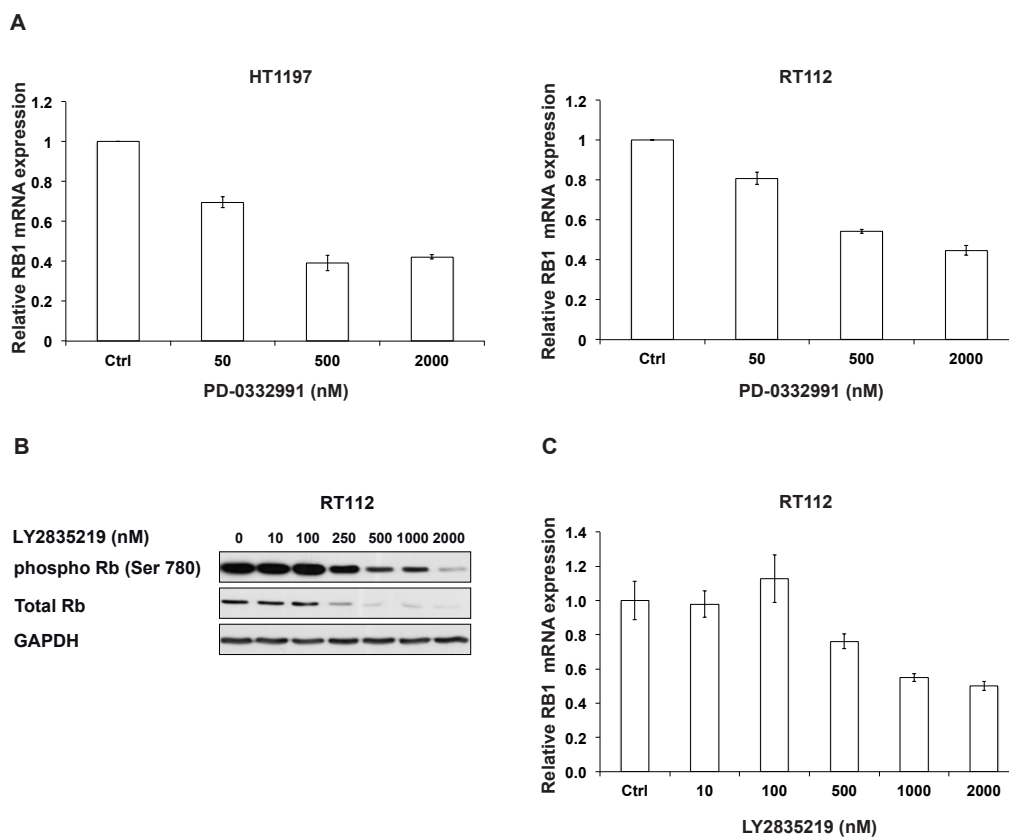 A
HT1197
Relative RB1 mRNA expression
1.2
1
0.8
0.6
0.4
0.2
0
Ctrl 50 500 2000
PD-0332991 (nM)
RT112
Relative RB1 mRNA expression
1.2
1
0.8
0.6
0.4
0.2
0
Ctrl 50 500 2000
PD-0332991 (nM)
B
RT112
LY2835219 (nM) 0 10 100 250 500 1000 2000
phospho Rb (Ser 780)
Total Rb
GAPDH
C
RT112
Relative RB1 mRNA expression
1.4
1.2
1.0
0.8
0.6
0.4
0.2
0.0
Ctrl 10 100 500 1000 2000
LY2835219 (nM)